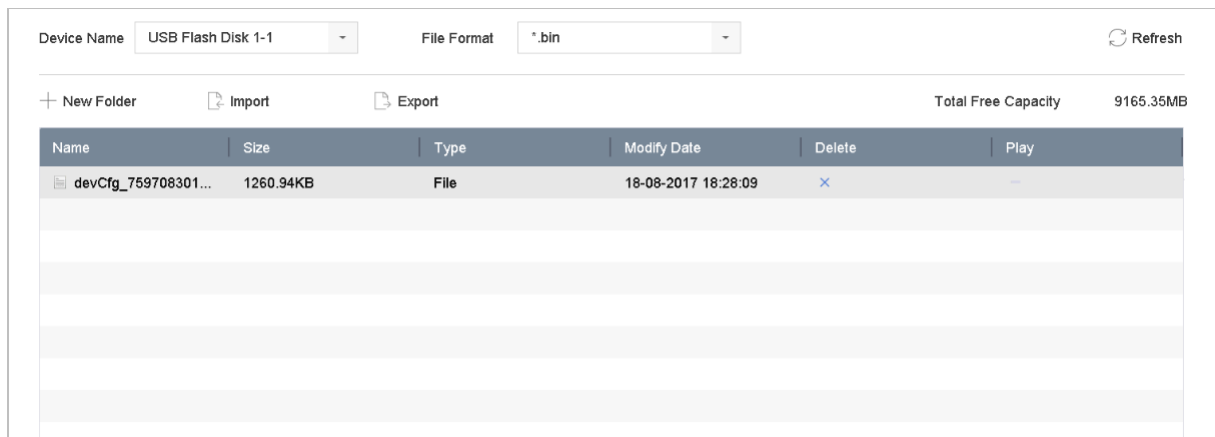 Device Name USB Flash Disk 1-1 File Format *.bin Refresh
New Folder Import Export Total Free Capacity 9165.35MB
Name Size Type Modify Date Delete Play
devCfg_759708301... 1260.94KB File 18-08-2017 18:28:09